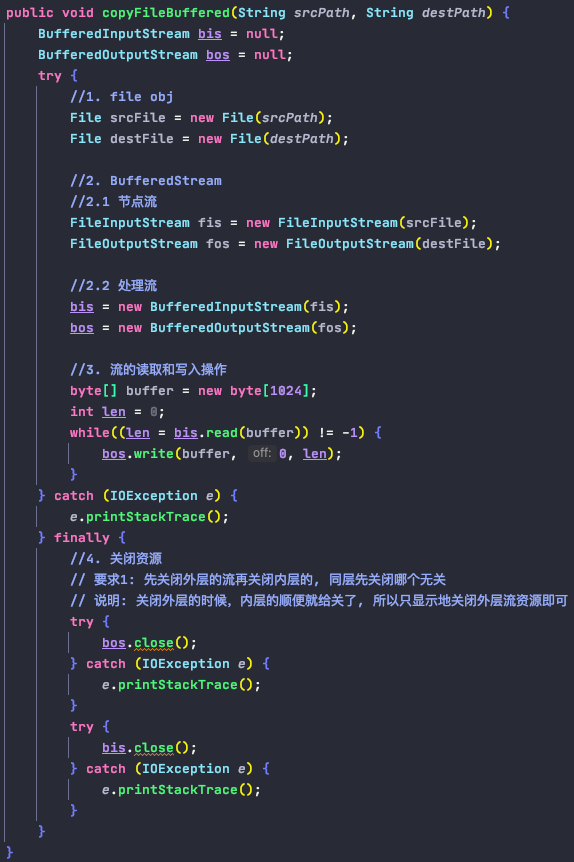 public void copyFileBuffered(String srcPath, String destPath) {
BufferedInputStream bis = null;
BufferedOutputStream bos = null;
try {
//1. file obj
File srcFile = new File(srcPath);
File destFile = new File(destPath);
//2. BufferedStream
//2.1 节点流
FileInputStream fis = new FileInputStream(srcFile);
FileOutputStream fos = new FileOutputStream(destFile);
//2.2 处理流
bis = new BufferedInputStream(fis);
bos = new BufferedOutputStream(fos);
//3. 流的读取和写入操作
byte[] buffer = new byte[1024];
int len = 0;
while((len = bis.read(buffer)) != -1) {
bos.write(buffer, off: 0, len);
}
} catch (IOException e) {
e.printStackTrace();
} finally {
//4. 关闭资源
// 要求1: 先关闭外层的流再关闭内层的, 同层先关闭哪个无关
// 说明: 关闭外层的时候，内层的顺便就给关了, 所以只显示地关闭外层流资源即可
try {
bos.close();
} catch (IOException e) {
e.printStackTrace();
}
try {
bis.close();
} catch (IOException e) {
e.printStackTrace();
}
}
}